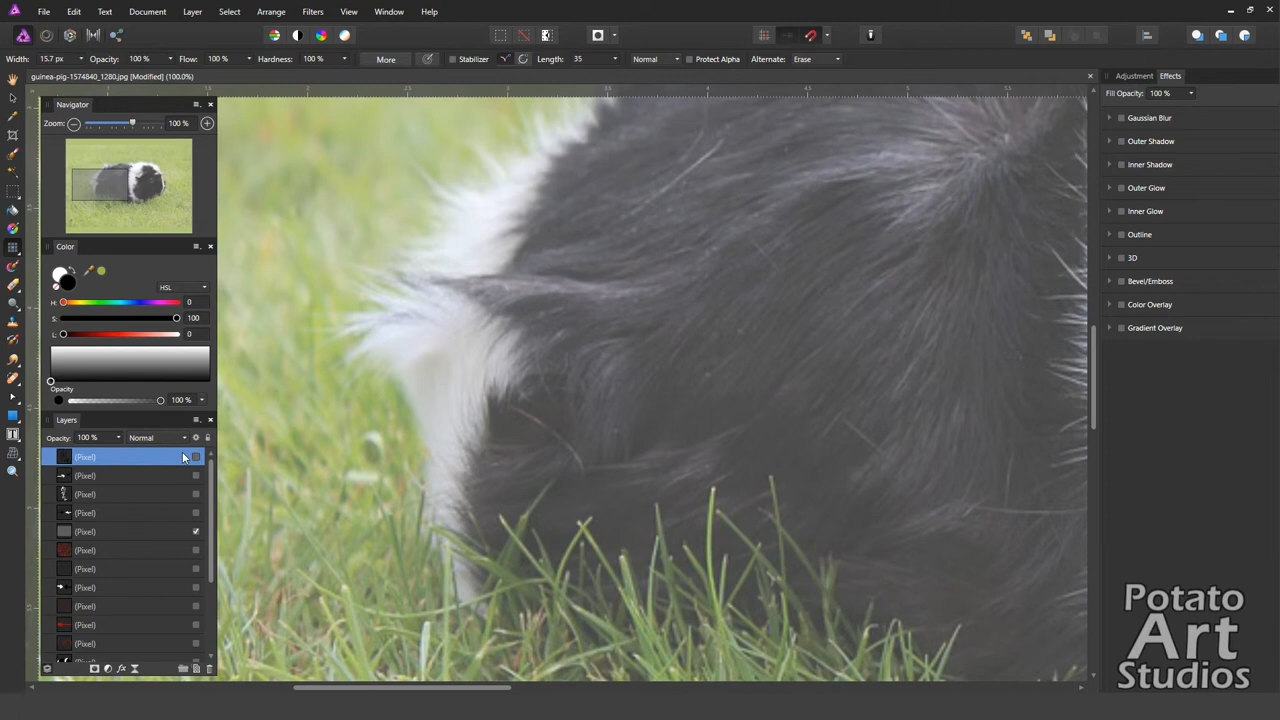 File Edit Text Document Layer Select Arrange Filters View Window Help
Width: 15.7 px Opacity: 100 % Flow: 100 % Hardness: 100 % More Stabilizer Length: 35 Normal Protect Alpha Alternate: Erase
guinea-pig-1574840_1280.jpg [Modified] (100.0%)
Navigator
Zoom: 100 %
Color
HSL
H: 0
S: 100
L: 0
Opacity
100 %
Layers
Opacity: 100 % Normal
(Pixel)
(Pixel)
(Pixel)
(Pixel)
(Pixel)
(Pixel)
(Pixel)
(Pixel)
(Pixel)
(Pixel)
(Pixel)
Adjustment Effects
Fill Opacity: 100 %
Gaussian Blur
Outer Shadow
Inner Shadow
Outer Glow
Inner Glow
Outline
3D
Bevel/Emboss
Color Overlay
Gradient Overlay
Potato
Art
Studios